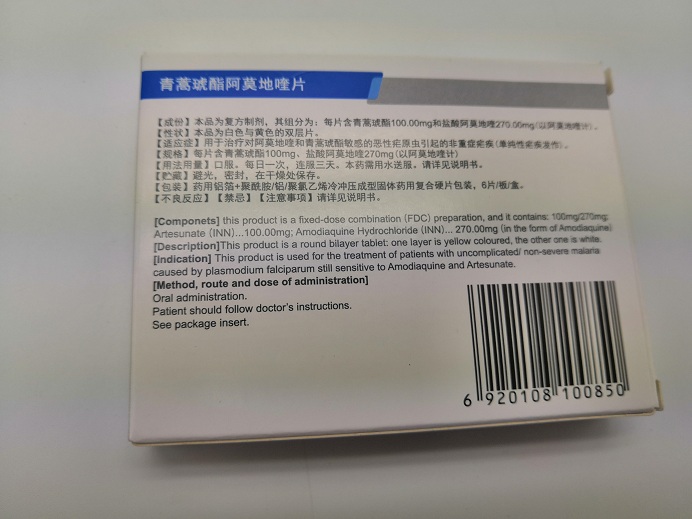 青蒿琥酯阿莫地喹片
【成份】本品为复方制剂，其组分为：每片含青蒿琥酯100.00mg和盐酸阿莫地喹270.00mg（以阿莫地喹计）。
【性状】本品为白色与黄色的双层片。
【适应症】用于治疗对阿莫地喹和青蒿琥酯敏感的恶性疟原虫引起的非重症疟疾（单纯性疟疾发作）。
【规格】每片含青蒿琥酯100mg，盐酸阿莫地喹270mg（以阿莫地喹计）
【用法用量】口服。每日一次，连服三天。本药需用水送服。请详见说明书。
【贮藏】避光，密封，在干燥处保存。
【包装】药用铝箔+聚酰胺/铝/聚氯乙烯冷冲压成型固体药用复合硬片包装，6片/板/盒。
【不良反应】【禁忌】【注意事项】请详见说明书。
[Componets] this product is a fixed-dose combination (FDC) preparation, and it contains: 100mg/270mg;
Artesunate (INN)...100.00mg; Amodiaquine Hydrochloride (INN)... 270.00mg (in the form of Amodiaquine)
[Description]This product is a round bilayer tablet: one layer is yellow coloured, the other one is white.
[Indication] This product is used for the treatment of patients with uncomplicated/ non-severe malaria
caused by plasmodium falciparum still sensitive to Amodiaquine and Artesunate.
[Method, route and dose of administration]
Oral administration.
Patient should follow doctor's instructions.
See package insert.
6 920108 100850